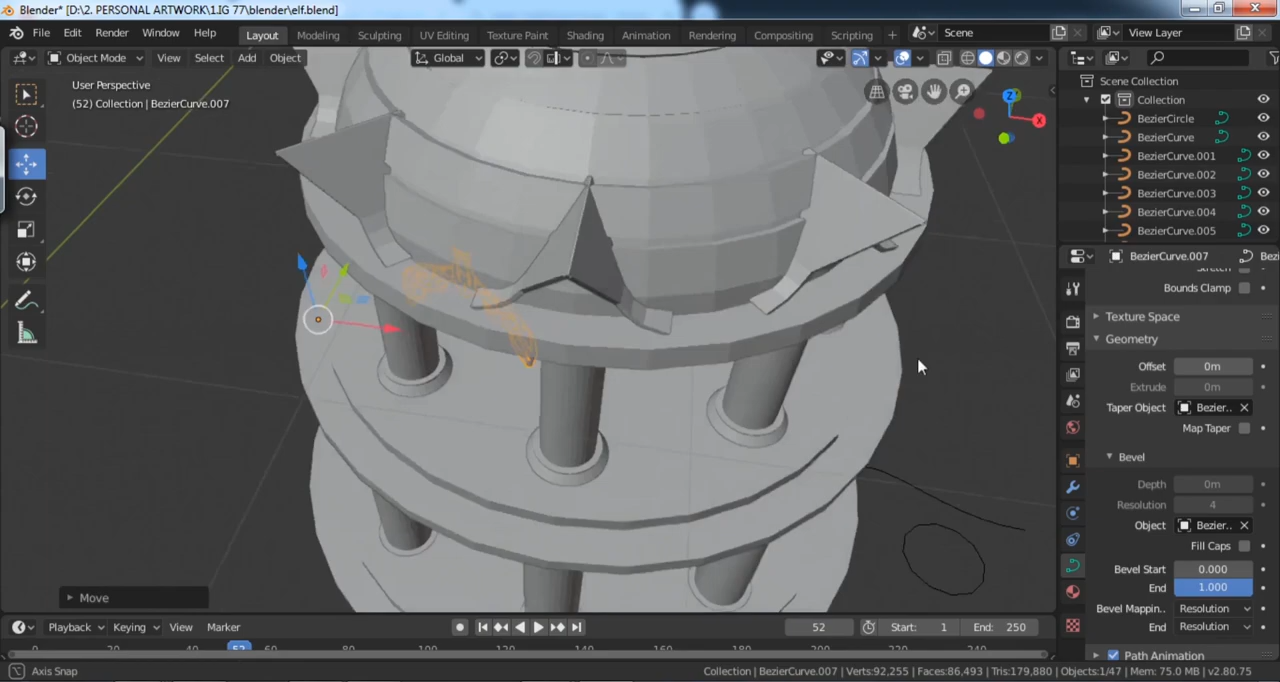 Blender* [D:\2. PERSONAL ARTWORK\1.IG 77\blender\elf.blend]
File Edit Render Window Help Layout Modeling Sculpting UV Editing Texture Paint Shading Animation Rendering Compositing Scripting + Scene View Layer
Object Mode View Select Add Object Global
User Perspective
(52) Collection | BezierCurve.007
Z
X
Scene Collection
Collection
BezierCircle
BezierCurve
BezierCurve.001
BezierCurve.002
BezierCurve.003
BezierCurve.004
BezierCurve.005
BezierCurve.007 Bezi
Stretch
Bounds Clamp
Texture Space
Geometry
Offset 0m
Extrude 0m
Taper Object Bezier..
Map Taper
Bevel
Depth 0m
Resolution 4
Object Bezier..
Fill Caps
Bevel Start 0.000
End 1.000
Bevel Mappin.. Resolution
End Resolution
Path Animation
Move
Playback Keying View Marker 52 Start: 1 End: 250
0 20 40 52 60 80 100 120 140 160 180 200 220 240
Axis Snap
Collection | BezierCurve.007 | Verts:92,255 | Faces:86,493 | Tris:179,880 | Objects:1/47 | Mem: 75.0 MB | v2.80.75